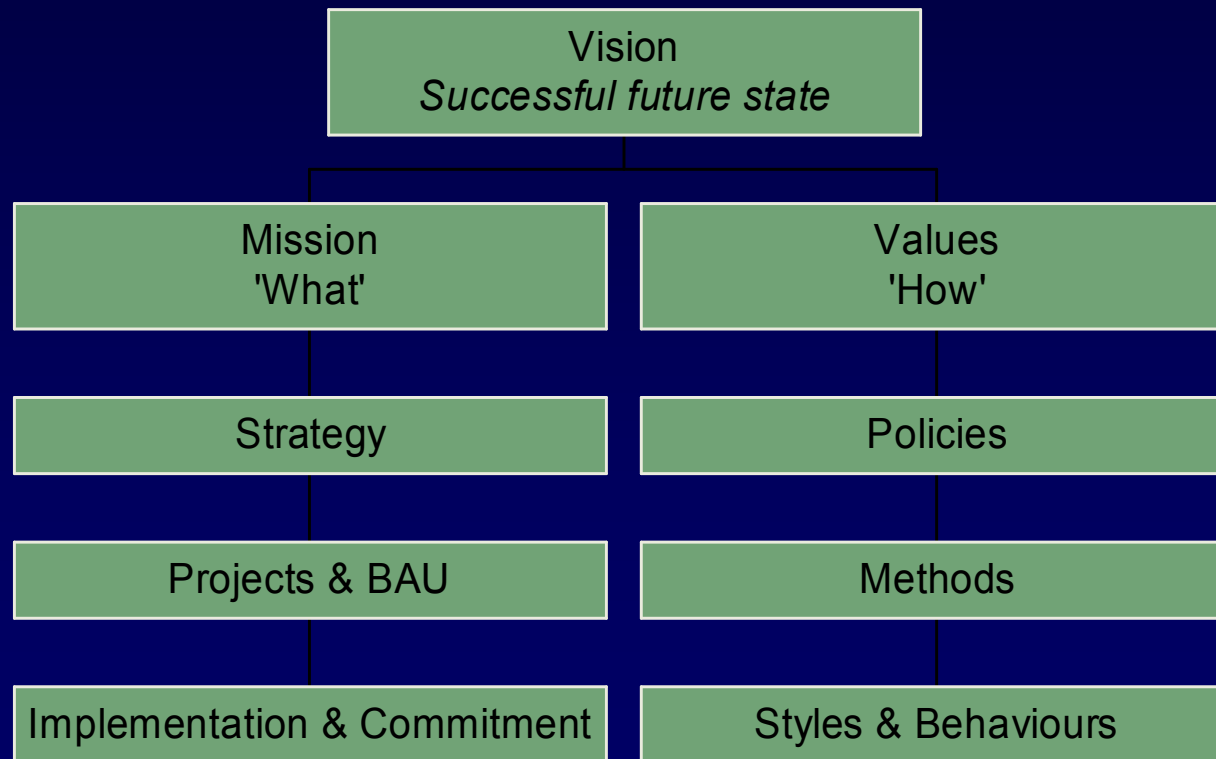 Vision
Successful future state
Mission
'What'
Values
'How'
Strategy
Policies
Projects & BAU
Methods
Implementation & Commitment
Styles & Behaviours